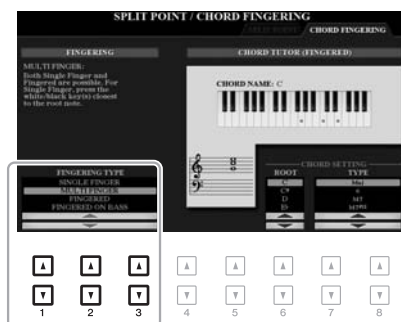 SPLIT POINT / CHORD FINGERING
SPLIT POINT
CHORD FINGERING
FINGERING
MULTI FINGER:
Both Single Finger and
Fingered are possible. For
Single Finger, press the
white/black key(s) closest
to the root note.
CHORD TUTOR (FINGERED)
CHORD NAME: C
FINGERING TYPE
SINGLE FINGER
MULTI FINGER
FINGERED
FINGERED ON BASS
CHORD SETTING
ROOT
TYPE
C
Maj
C#
6
D
M7
Eb
1
2
3
4
5
6
7
8